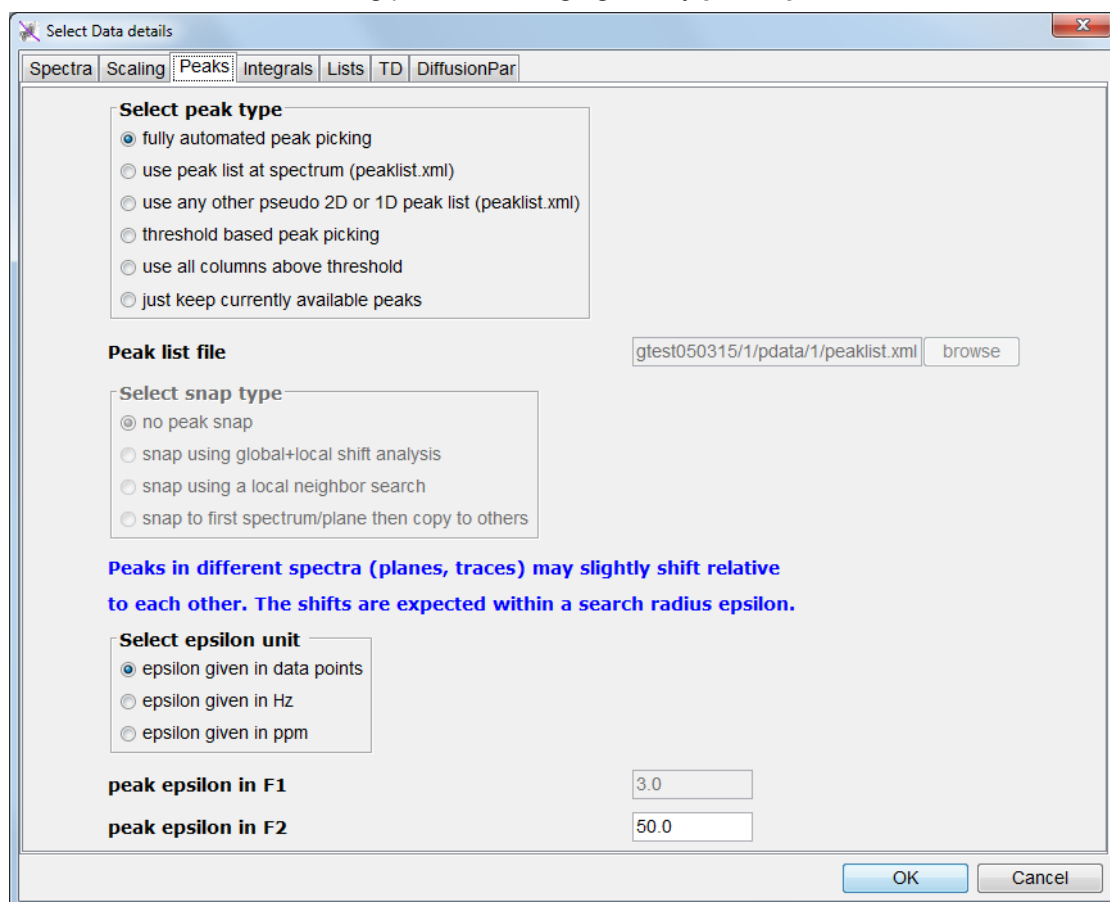 Select Data details
Spectra Scaling Peaks Integrals Lists TD DiffusionPar
Select peak type
fully automated peak picking
use peak list at spectrum (peaklist.xml)
use any other pseudo 2D or 1D peak list (peaklist.xml)
threshold based peak picking
use all columns above threshold
just keep currently available peaks
Peak list file gtest050315/1/pdata/1/peaklist.xml browse
Select snap type
no peak snap
snap using global+local shift analysis
snap using a local neighbor search
snap to first spectrum/plane then copy to others
Peaks in different spectra (planes, traces) may slightly shift relative
to each other. The shifts are expected within a search radius epsilon.
Select epsilon unit
epsilon given in data points
epsilon given in Hz
epsilon given in ppm
peak epsilon in F1 3.0
peak epsilon in F2 50.0
OK Cancel